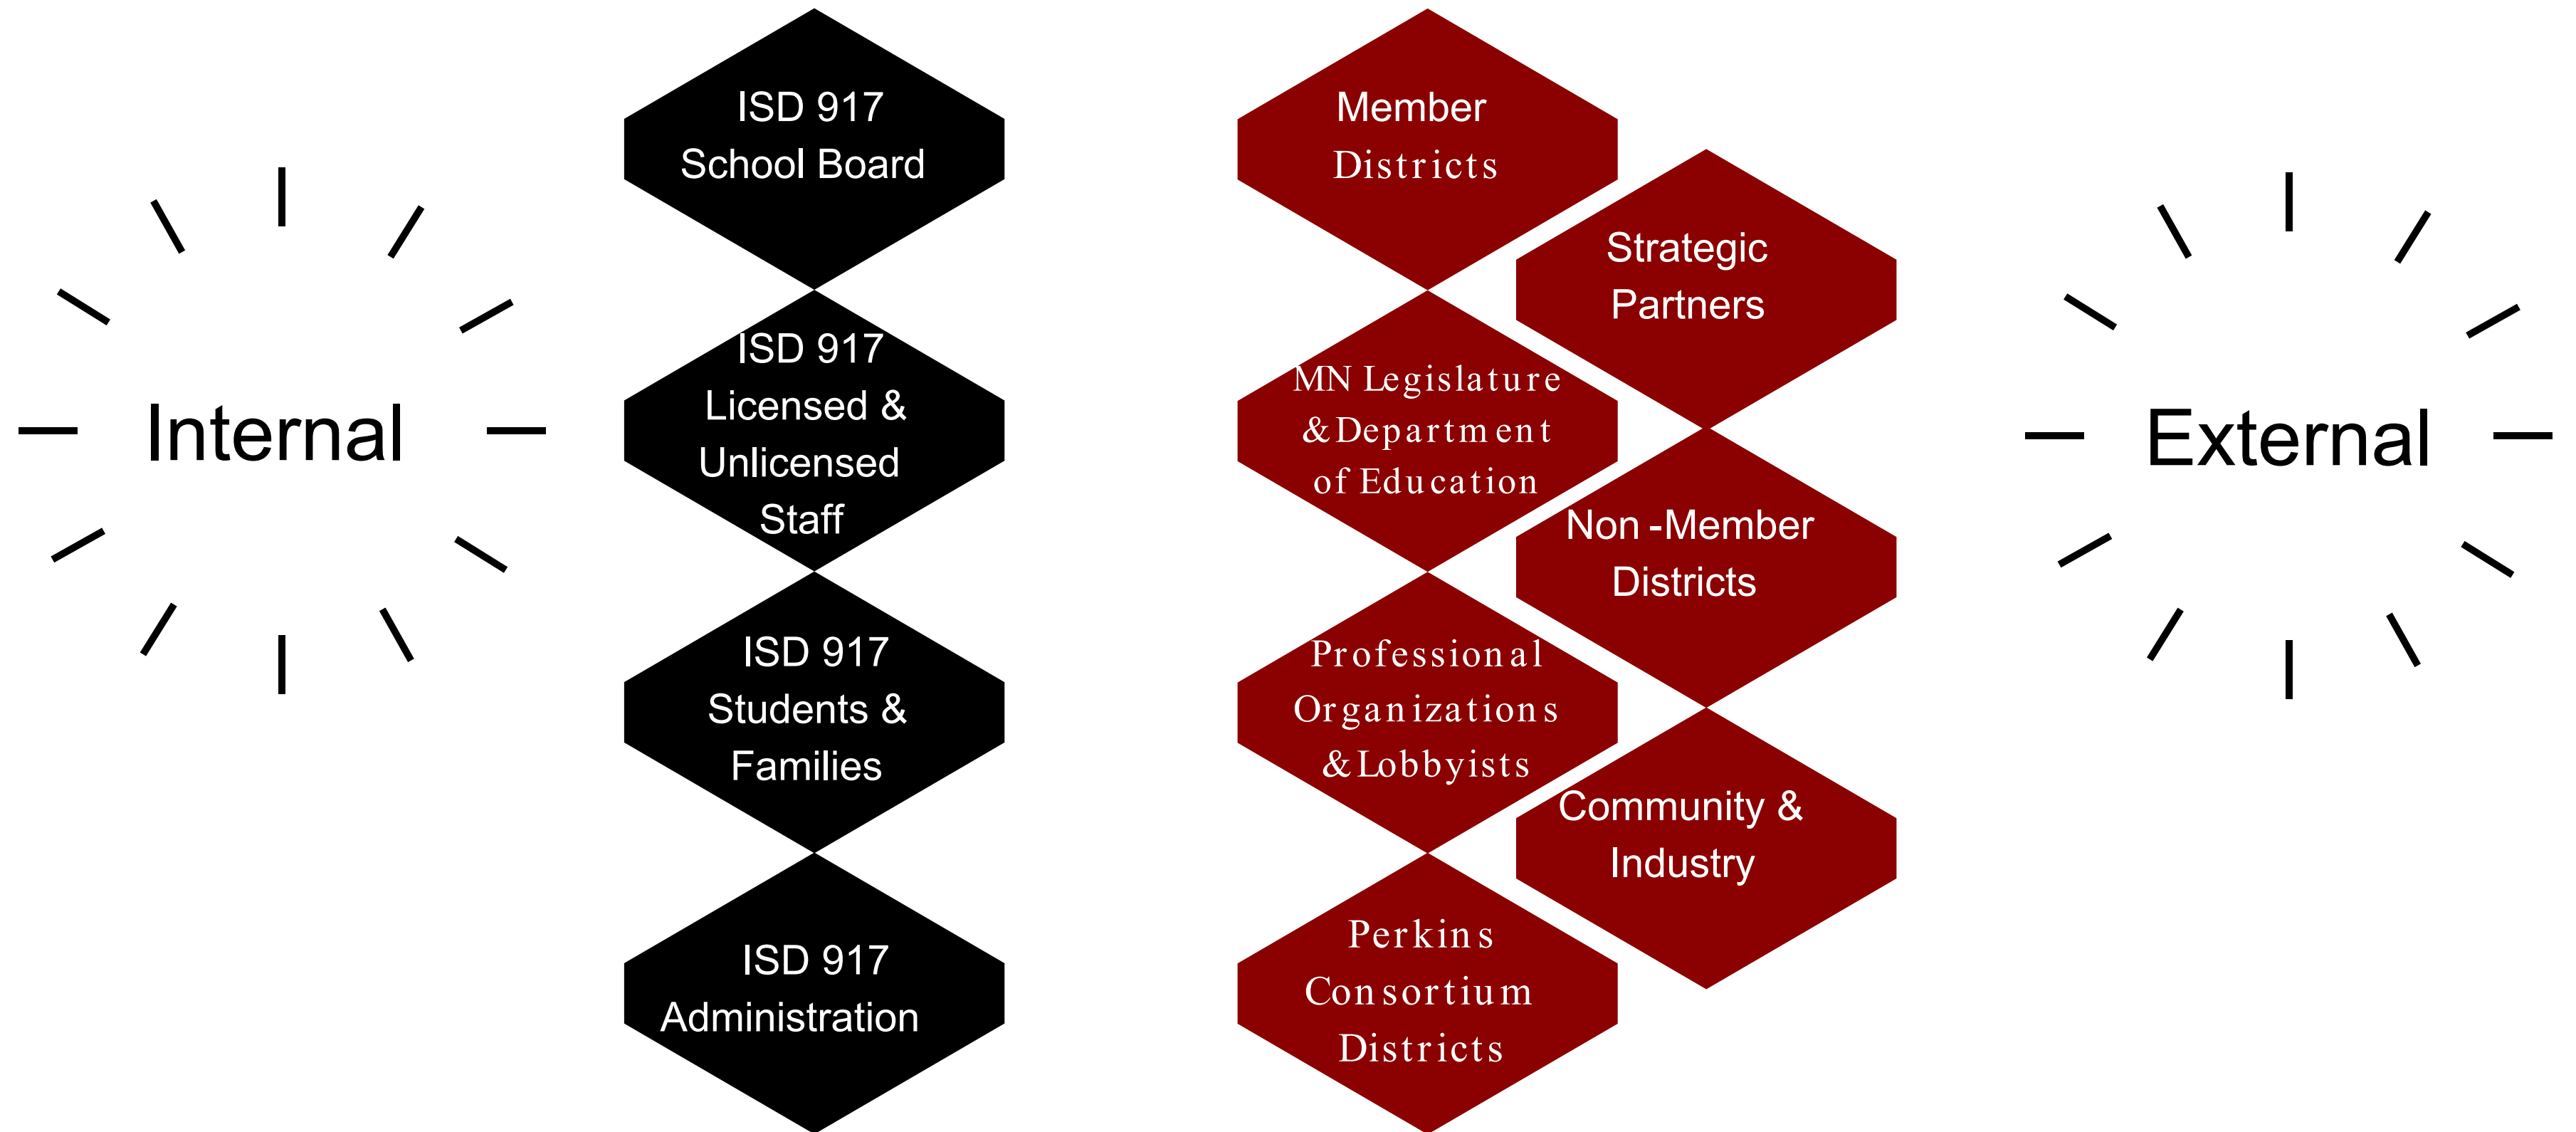 Internal
ISD 917
School Board
ISD 917
Licensed &
Unlicensed
Staff
ISD 917
Students &
Families
ISD 917
Administration
Member
Districts
MN Legislature
& Department
of Education
Professional
Organizations
& Lobbyists
Perkins
Consortium
Districts
Strategic
Partners
Non-Member
Districts
Community &
Industry
External